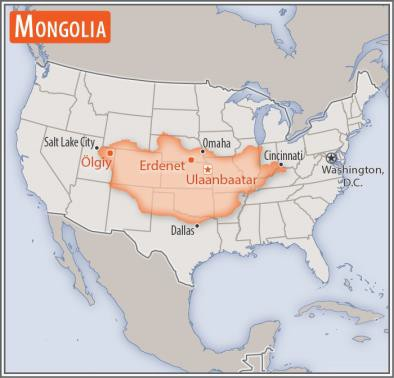 MONGOLIA
Salt Lake City
Ölgiy
Erdenet
Omaha
Ulaanbaatar
Cincinnati
Washington,
D.C.
Dallas